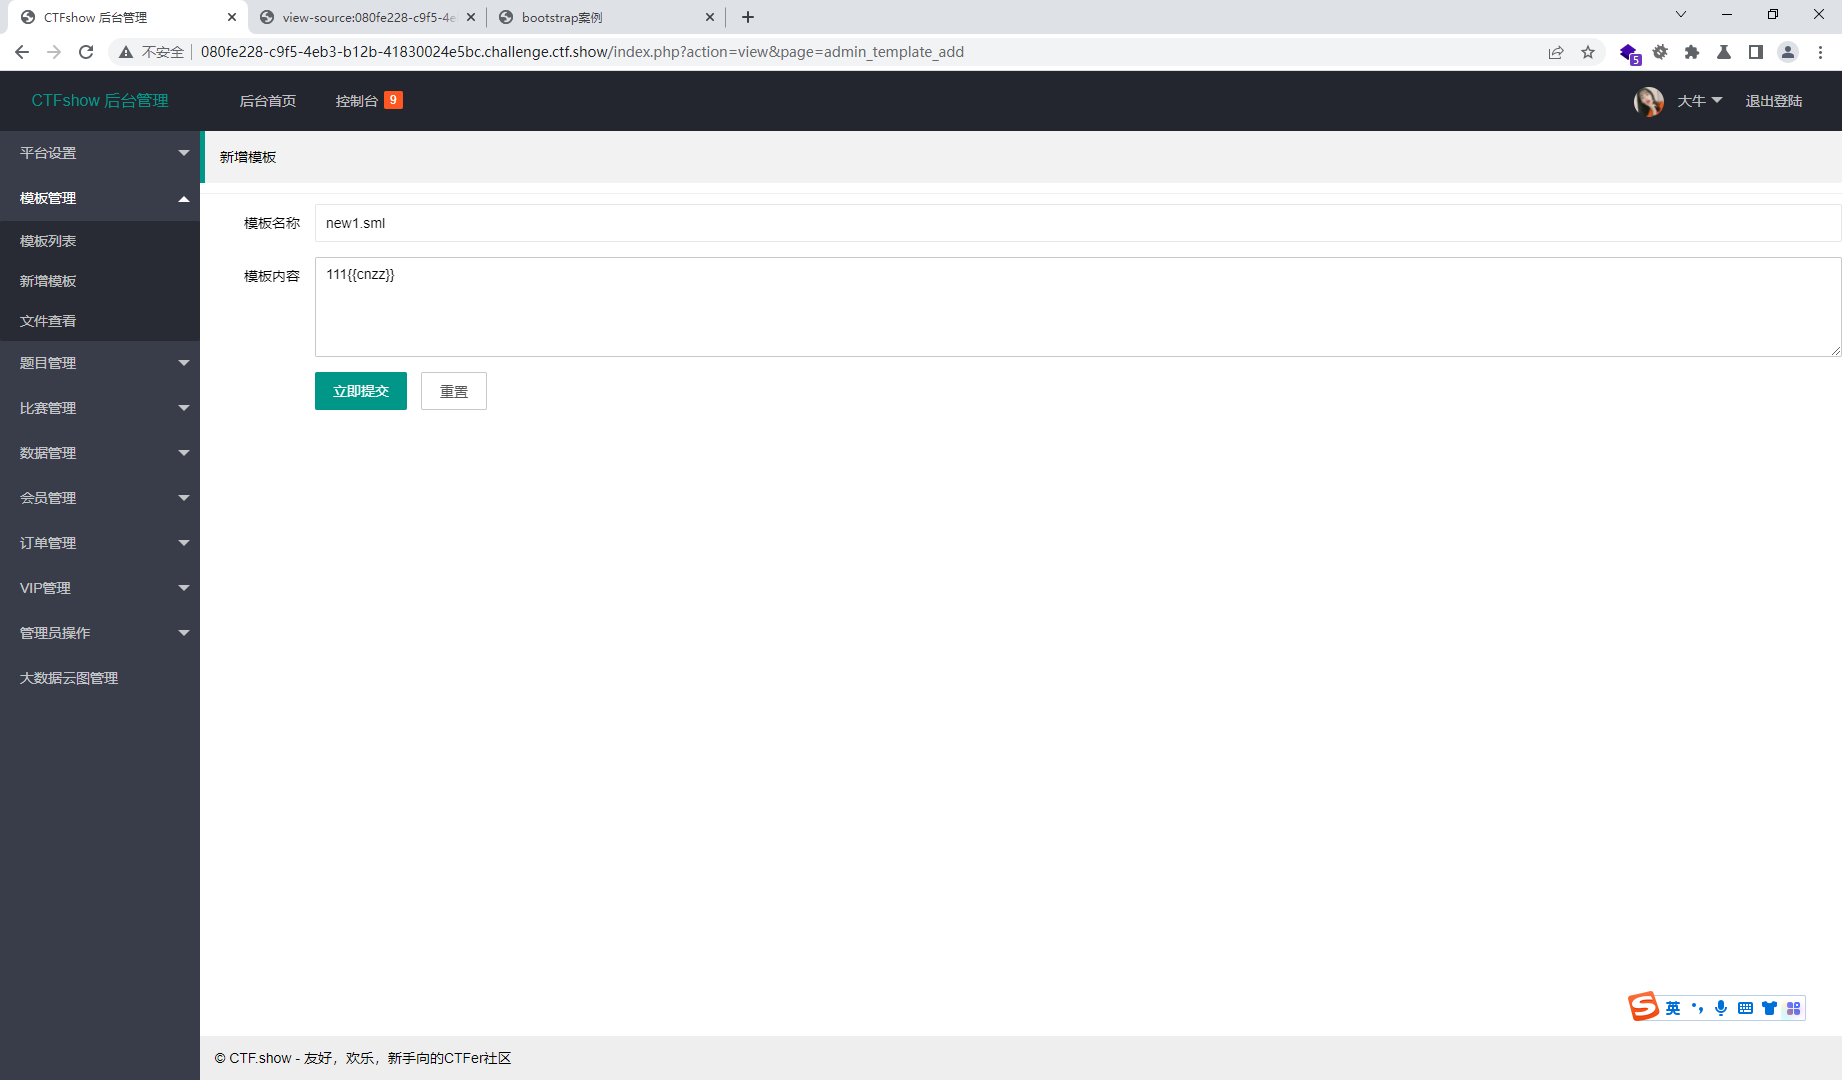 CTFshow 后台管理
view-source:080fe228-c9f5-4e
bootstrap案例
不安全
080fe228-c9f5-4eb3-b12b-41830024e5bc.challenge.ctf.show/index.php?action=view&page=admin_template_add
5
CTFshow 后台管理
后台首页
控制台 9
大牛
退出登陆
平台设置
模板管理
模板列表
新增模板
文件查看
题目管理
比赛管理
数据管理
会员管理
订单管理
VIP管理
管理员操作
大数据云图管理
新增模板
模板名称
new1.sml
模板内容
111{{cnzz}}
立即提交
重置
英
© CTF.show - 友好，欢乐，新手向的CTFer社区